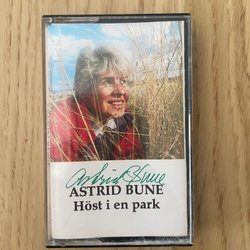 Astrid Bune
ASTRID BUNE
Höst i en park